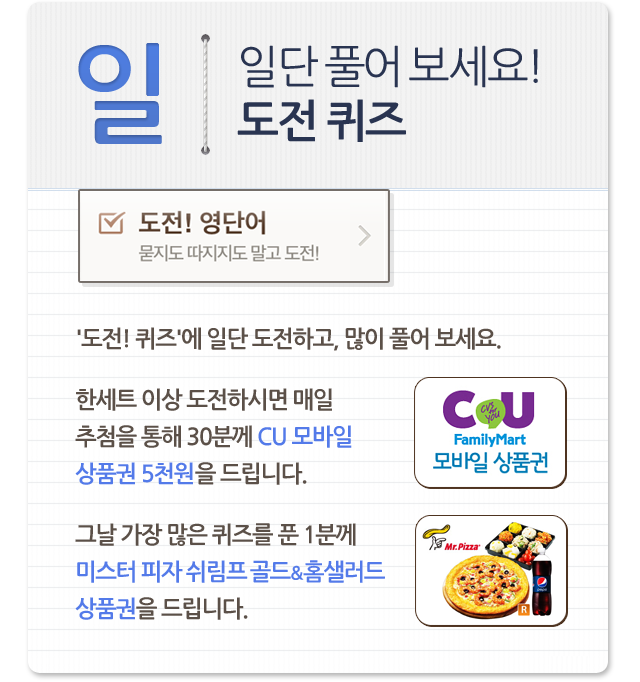 일
일단 풀어 보세요!
도전 퀴즈
도전! 영단어
묻지도 따지지도 말고 도전!
'도전! 퀴즈'에 일단 도전하고, 많이 풀어 보세요.
한세트 이상 도전하시면 매일
추첨을 통해 30분께 CU 모바일
상품권 5천원을 드립니다.
CU
CVS for YOU
FamilyMart
모바일 상품권
그날 가장 많은 퀴즈를 푼 1분께
미스터 피자 쉬림프 골드&홈샐러드
상품권을 드립니다.
Mr.Pizza
R